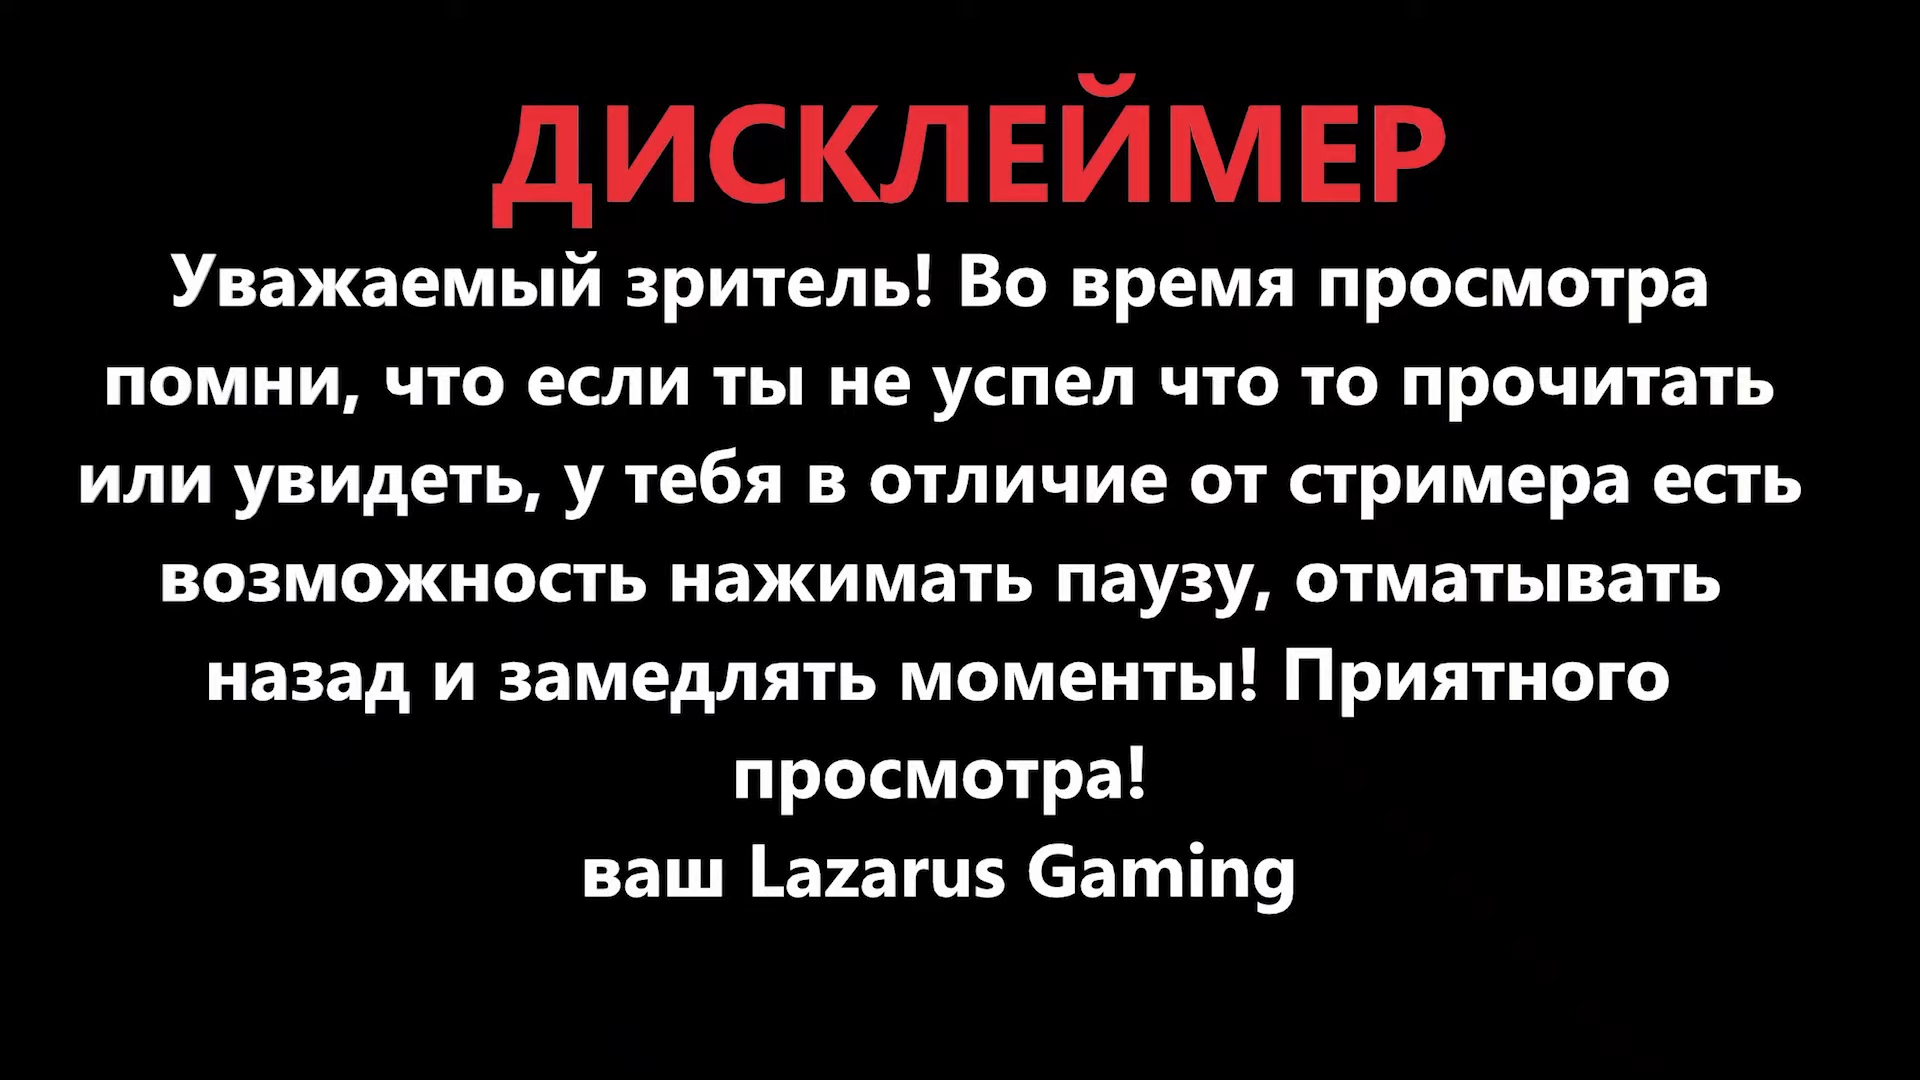 ДИСКЛЕЙМЕР
Уважаемый зритель! Во время просмотра
помни, что если ты не успел что то прочитать
или увидеть, у тебя в отличие от стримера есть
возможность нажимать паузу, отматывать
назад и замедлять моменты! Приятного
просмотра!
ваш Lazarus Gaming